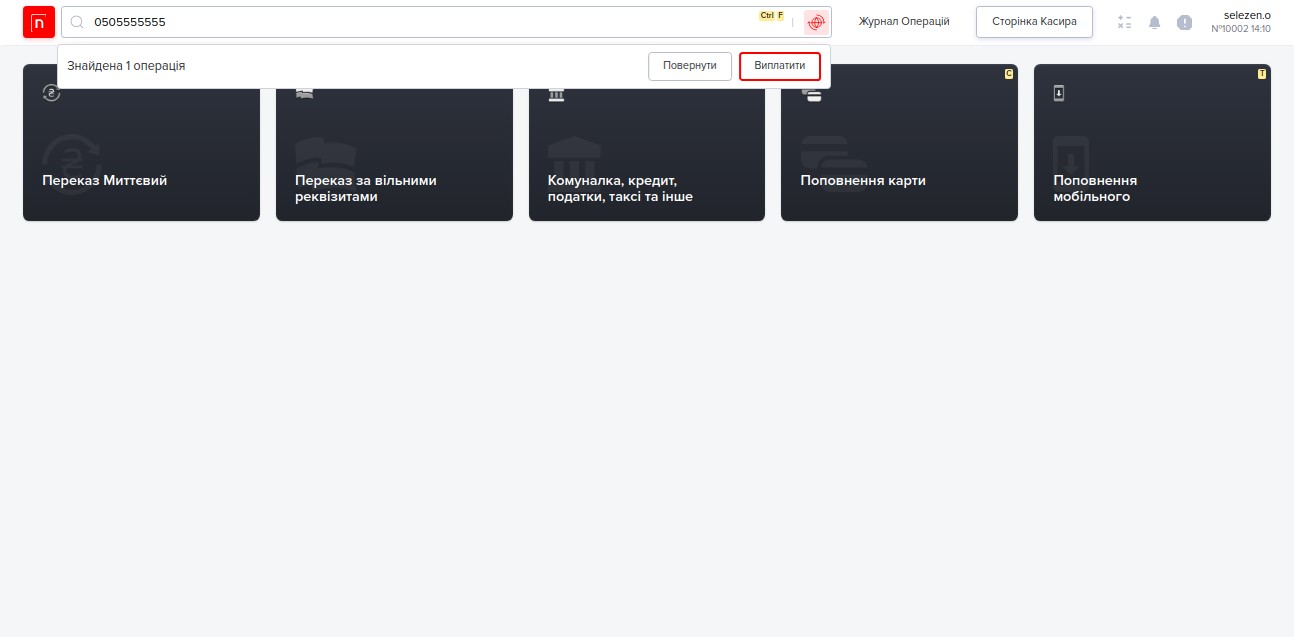 n
0505555555
Ctrl F
Журнал Операцій
Сторінка Касира
selezen.o
№10002 14:10
Знайдена 1 операція
Повернути
Виплатити
C
T
Переказ Миттєвий
Переказ за вільними
реквізитами
Комуналка, кредит,
податки, таксі та інше
Поповнення карти
Поповнення
мобільного